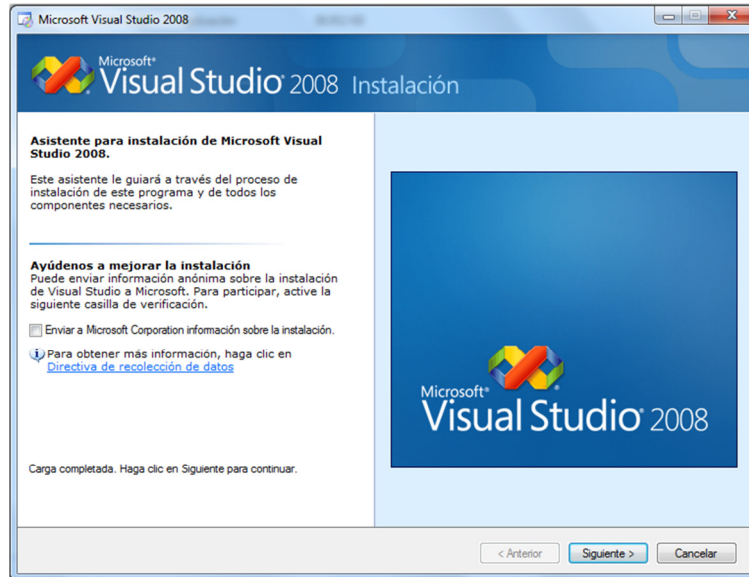 Microsoft Visual Studio 2008
Microsoft®
Visual Studio® 2008 Instalación
Asistente para instalación de Microsoft Visual
Studio 2008.
Este asistente le guiará a través del proceso de
instalación de este programa y de todos los
componentes necesarios.
Ayúdenos a mejorar la instalación
Puede enviar información anónima sobre la instalación
de Visual Studio a Microsoft. Para participar, active la
siguiente casilla de verificación.
Enviar a Microsoft Corporation información sobre la instalación.
Para obtener más información, haga clic en
Directiva de recolección de datos
Carga completada. Haga clic en Siguiente para continuar.
Microsoft®
Visual Studio® 2008
< Anterior
Siguiente >
Cancelar